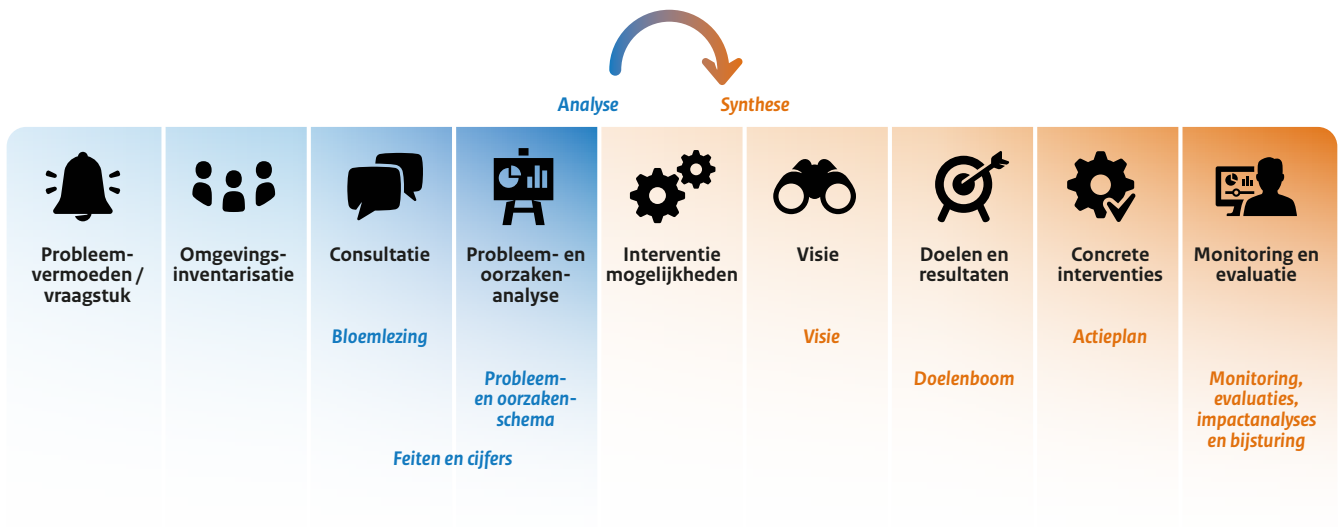 Analyse
Synthese
Probleem-
vermoeden /
vraagstuk
Omgevings-
inventarisatie
Consultatie
Probleem- en
oorzaken-
analyse
Interventie
mogelijkheden
Visie
Doelen en
resultaten
Concrete
interventies
Monitoring en
evaluatie
Bloemlezing
Probleem-
en oorzaken-
schema
Feiten en cijfers
Visie
Doelenboom
Actieplan
Monitoring,
evaluaties,
impactanalyses
en bijsturing